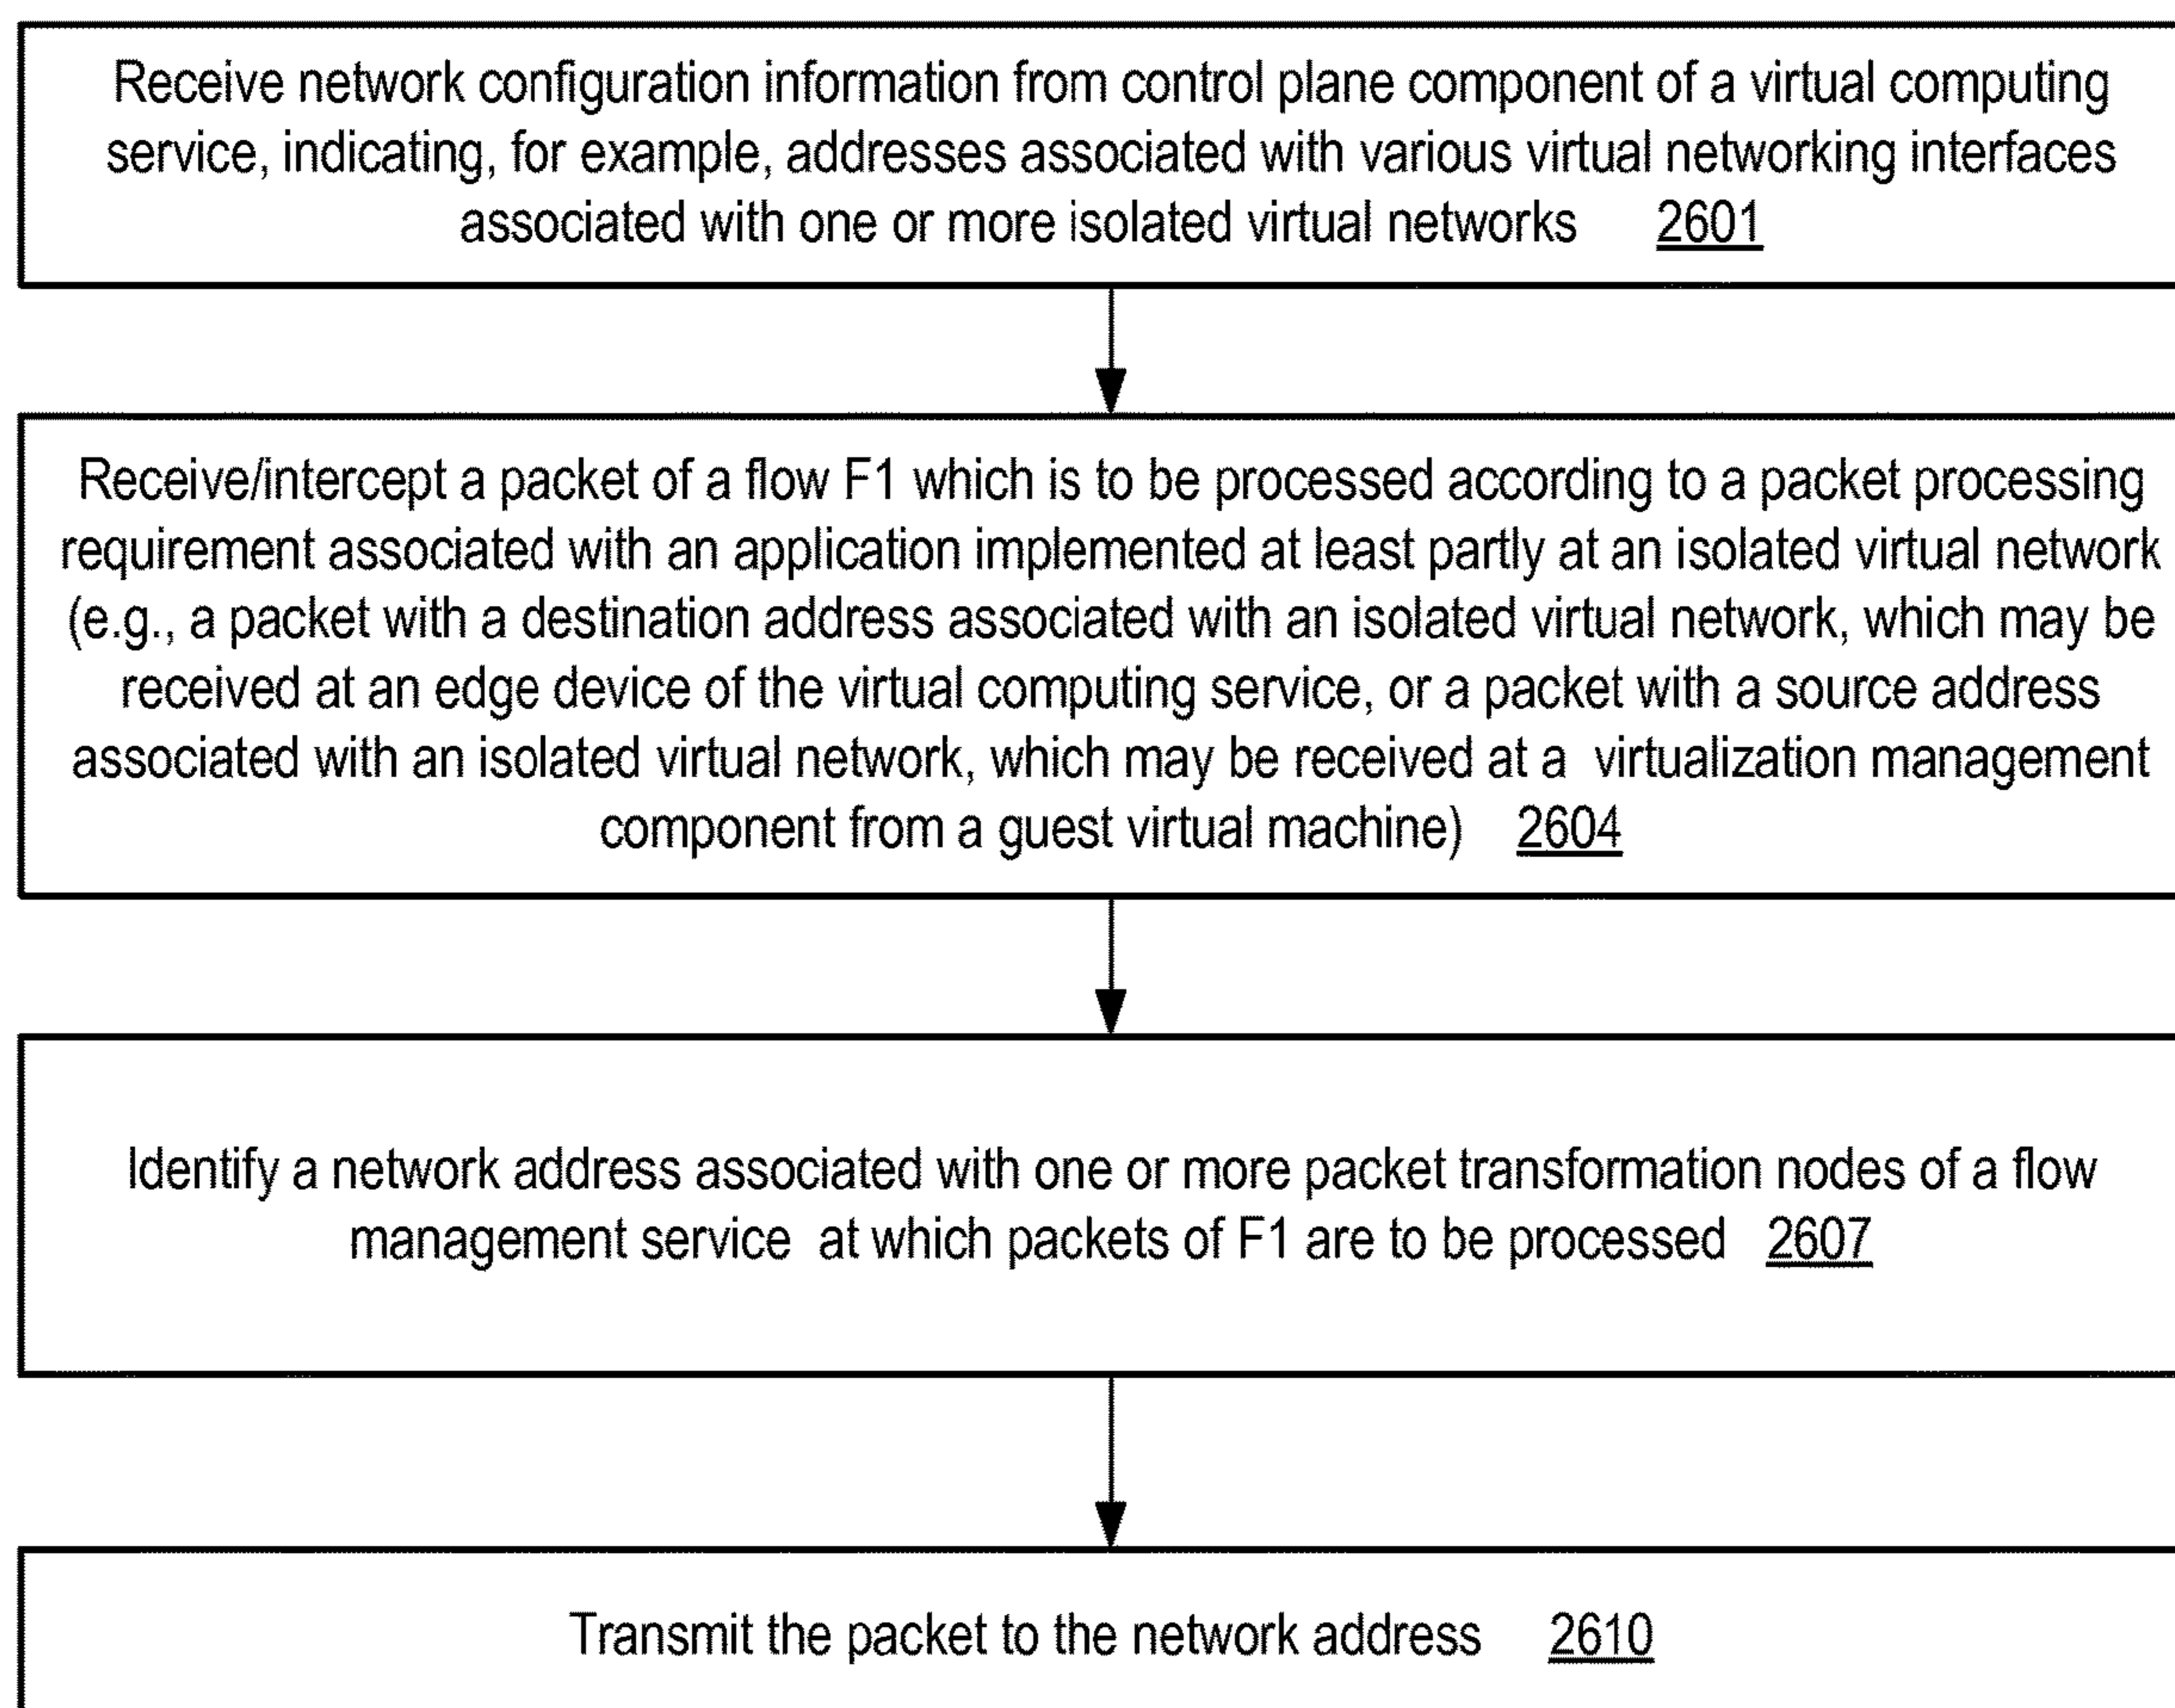 Receive network configuration information from control plane component of a virtual computing
service, indicating, for example, addresses associated with various virtual networking interfaces
associated with one or more isolated virtual networks 2601
Receive/intercept a packet of a flow F1 which is to be processed according to a packet processing
requirement associated with an application implemented at least partly at an isolated virtual network
(e.g., a packet with a destination address associated with an isolated virtual network, which may be
received at an edge device of the virtual computing service, or a packet with a source address
associated with an isolated virtual network, which may be received at a virtualization management
component from a guest virtual machine) 2604
Identify a network address associated with one or more packet transformation nodes of a flow
management service at which packets of F1 are to be processed 2607
Transmit the packet to the network address 2610